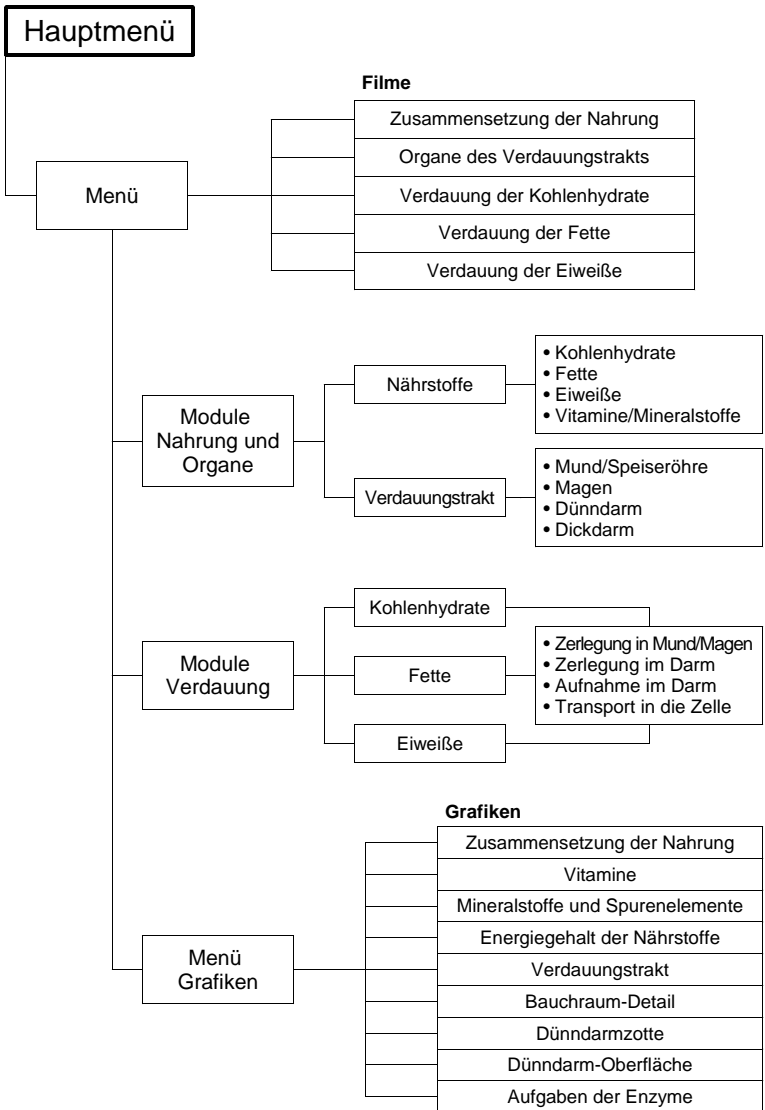 Hauptmenü
Filme
Zusammensetzung der Nahrung
Organe des Verdauungstrakts
Menü
Verdauung der Kohlenhydrate
Verdauung der Fette
Verdauung der Eiweiße
Module
Nahrung und
Organe
Nährstoffe
• Kohlenhydrate
• Fette
• Eiweiße
• Vitamine/Mineralstoffe
Verdauungstrakt
• Mund/Speiseröhre
• Magen
• Dünndarm
• Dickdarm
Module
Verdauung
Kohlenhydrate
Fette
Eiweiße
• Zerlegung in Mund/Magen
• Zerlegung im Darm
• Aufnahme im Darm
• Transport in die Zelle
Menü
Grafiken
Grafiken
Zusammensetzung der Nahrung
Vitamine
Mineralstoffe und Spurenelemente
Energiegehalt der Nährstoffe
Verdauungstrakt
Bauchraum-Detail
Dünndarmzotte
Dünndarm-Oberfläche
Aufgaben der Enzyme